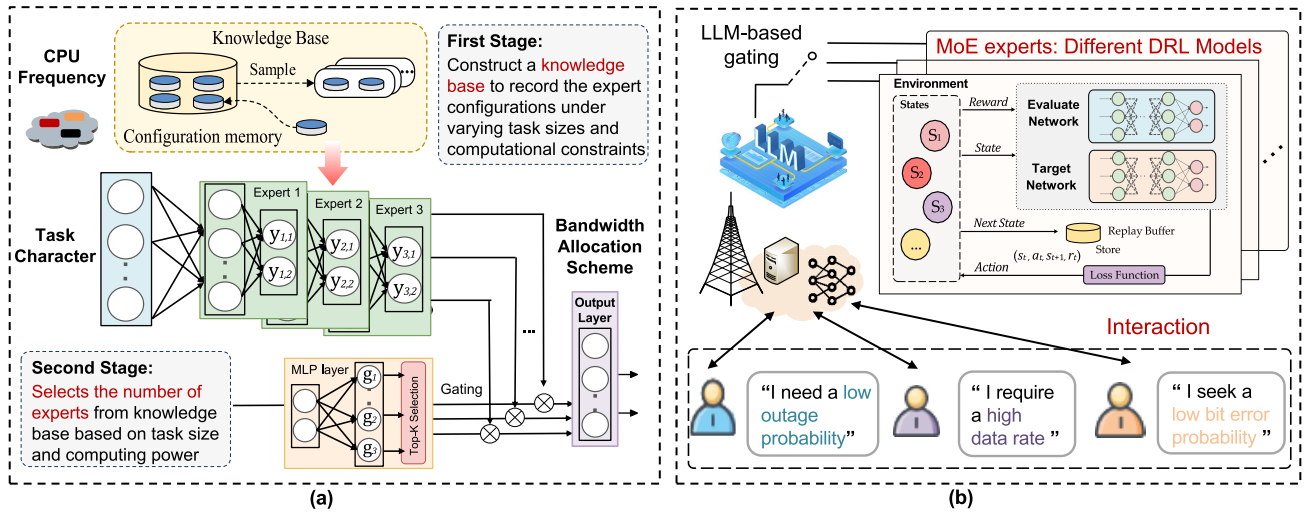 CPU
Frequency
Knowledge Base
Sample
Configuration memory
First Stage:
Construct a knowledge
base to record the expert
configurations under
varying task sizes and
computational constraints
Task
Character
Expert 1
Expert 2
Expert 3
y1,1
y1,2
y2,1
y2,2
y3,1
y3,2
Bandwidth
Allocation
Scheme
Output
Layer
Second Stage:
Selects the number of
experts from knowledge
base based on task size
and computing power
MLP layer
g1
g2
g3
Top-K Selection
Gating
(a)
LLM-based
gating
LLM
MoE experts: Different DRL Models
Environment
States
S1
S2
S3
...
Reward
State
Evaluate
Network
Target
Network
Next State
Replay Buffer
Store
(st, at, st+1, rt)
Action
Loss Function
Interaction
“I need a low
outage
probability”
“ I require
a high
data rate ”
“ I seek a
low bit error
probability ”
(b)